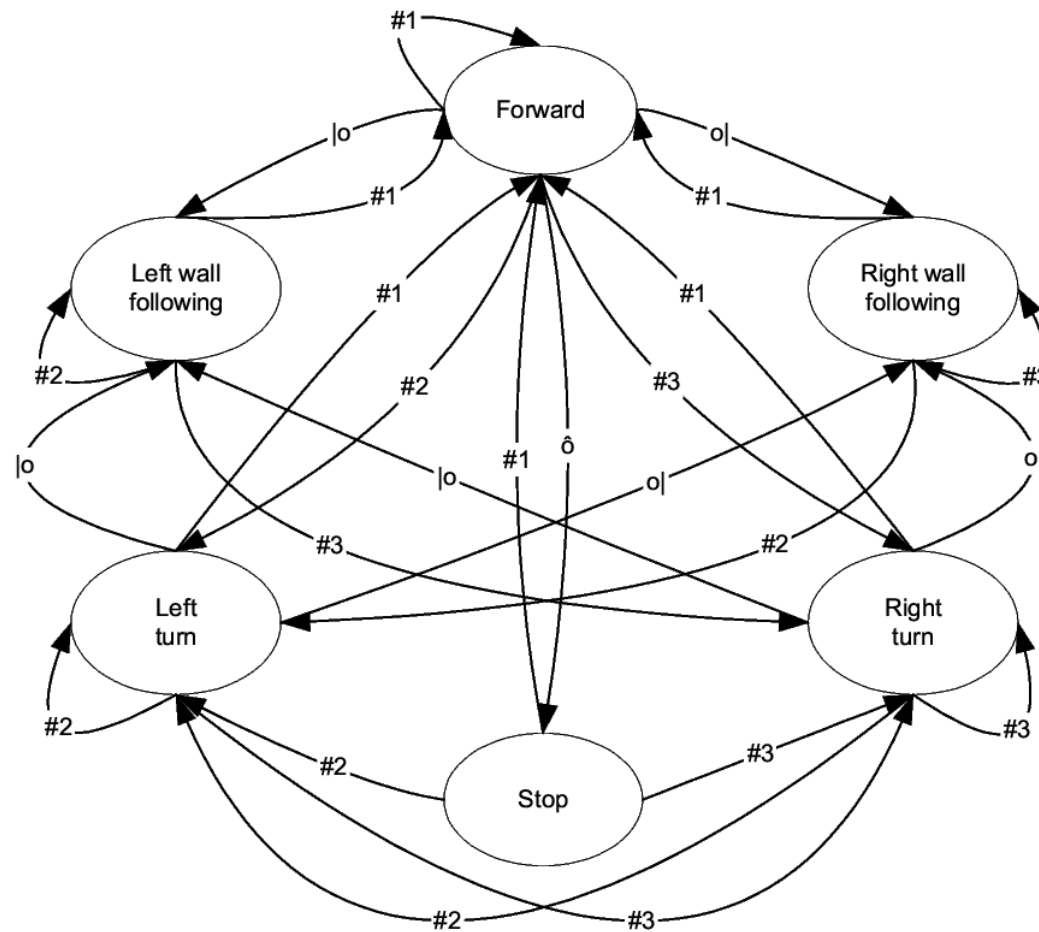 #1
Forward
|o
o|
#1
#1
Left wall
following
Right wall
following
#1
#1
#2
#3
#2
#3
ô
|o
#1
|o
o|
o
#3
#2
Left
turn
Right
turn
#2
#3
#2
#3
Stop
#2
#3